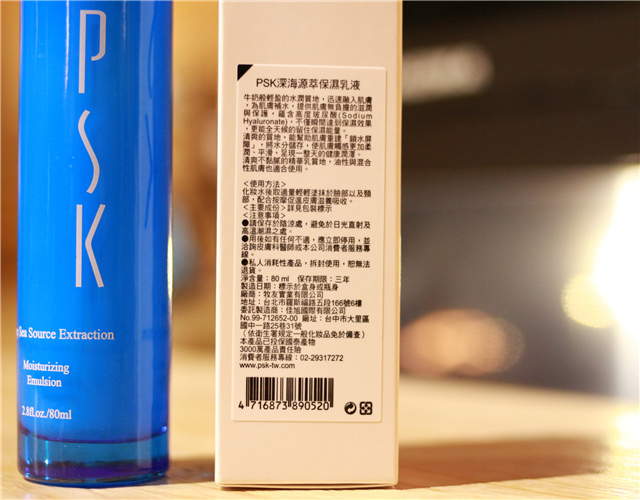 PSK
Sea Source Extraction
Moisturizing
Emulsion
2.8fl.oz./80ml
PSK深海源萃保濕乳液
牛奶般輕盈的水潤質地，迅速融入肌膚
，為肌膚補水，提供肌膚無負擔的滋潤
與保護，蘊含高度玻尿酸(Sodium
Hyaluronate)，不僅瞬間達到保濕效果
，更能全天候的留住保濕能量。
清爽的質地，能幫助肌膚重建「鎖水屏
障」，將水分儲存，使肌膚觸感更加柔
潤、平滑，呈現一整天的健康潤澤。
清爽不黏膩的精華乳質地，油性與混合
性肌膚也適合使用。
＜使用方法＞
化妝水後取適量輕輕塗抹於臉部以及頸
部，配合按摩促進皮膚滋養吸收。
＜主要成份＞詳見包裝標示
＜注意事項＞
●請保存於陰涼處，避免於日光直射及
高溫潮濕之處。
●用後如有任何不適，應立即停用，並
洽詢皮膚科醫師或本公司消費者服務專
線。
●私人消耗性產品，拆封使用，恕無法
退貨。
淨含量：80 ml 保存期限：三年
製造日期：標示於盒身或瓶身
廠商：牧友實業有限公司
地址：台北市羅斯福路五段166號6樓
委託製造商：佳旭國際有限公司
No.99-712652-00 廠址：台中市大里區
國中一路25巷31號
（依衛生署規定一般化妝品免於備查）
本產品已投保國泰產物
3000萬產品責任險
消費者服務專線：02-29317272
www.psk-tw.com
4 716873 890520